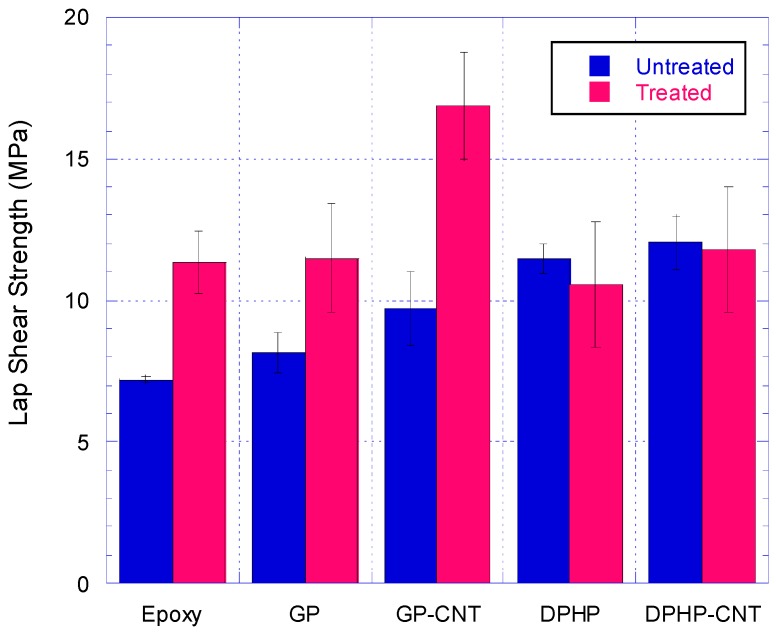 20
15
10
5
0
Lap Shear Strength (MPa)
Untreated
Treated
Epoxy GP GP-CNT DPHP DPHP-CNT